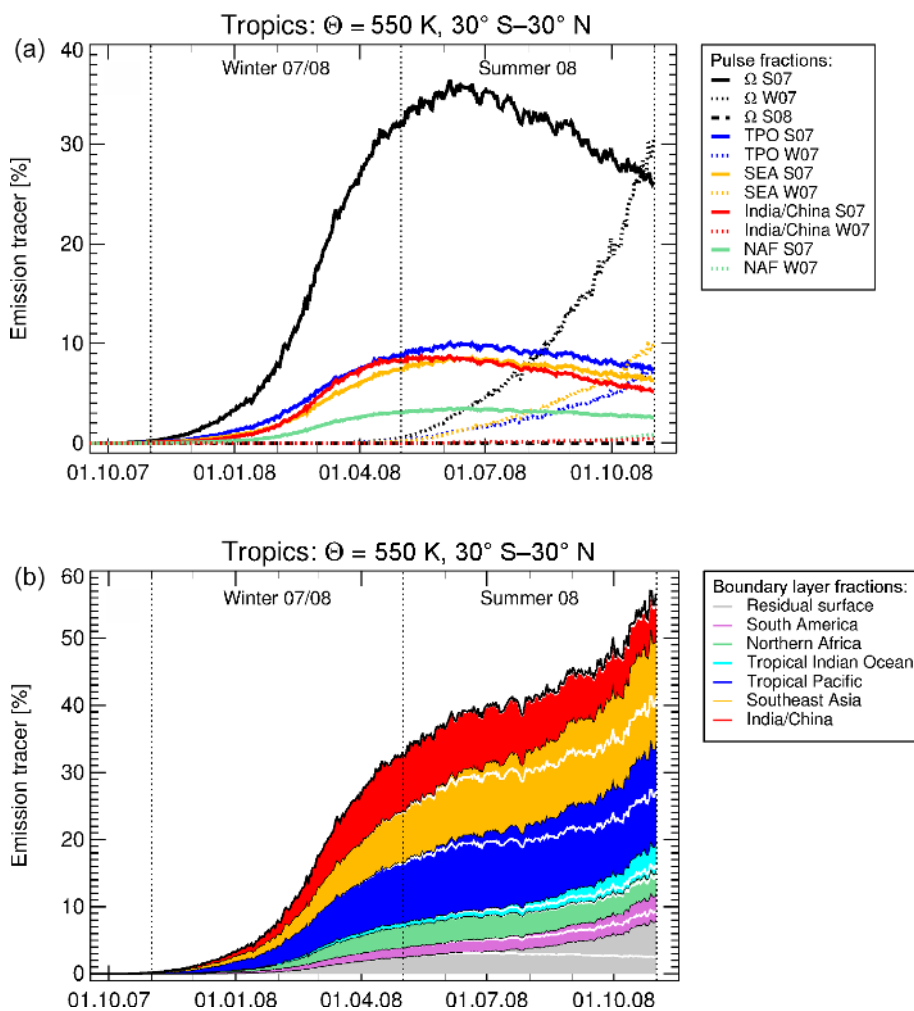 Tropics: Θ = 550 K, 30° S–30° N
(a)
40
30
20
10
0
Emission tracer [%]
Winter 07/08
Summer 08
01.10.07
01.01.08
01.04.08
01.07.08
01.10.08
Pulse fractions:
Ω S07
Ω W07
Ω S08
TPO S07
TPO W07
SEA S07
SEA W07
India/China S07
India/China W07
NAF S07
NAF W07
Tropics: Θ = 550 K, 30° S–30° N
(b)
60
50
40
30
20
10
0
Emission tracer [%]
Winter 07/08
Summer 08
01.10.07
01.01.08
01.04.08
01.07.08
01.10.08
Boundary layer fractions:
Residual surface
South America
Northern Africa
Tropical Indian Ocean
Tropical Pacific
Southeast Asia
India/China